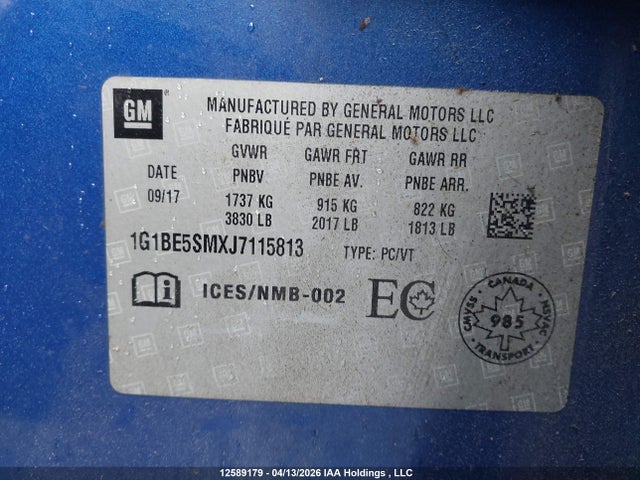 GM
MANUFACTURED BY GENERAL MOTORS LLC
FABRIQUÉ PAR GENERAL MOTORS LLC
DATE GVWR GAWR FRT GAWR RR
PNBV PNBE AV. PNBE ARR.
09/17 1737 KG 915 KG 822 KG
3830 LB 2017 LB 1813 LB
1G1BE5SMXJ7115813 TYPE: PC/VT
i ICES/NMB-002 EC
CMVSS - CANADA - NSVAC
985
TRANSPORT
12589179 - 04/13/2026 IAA Holdings , LLC